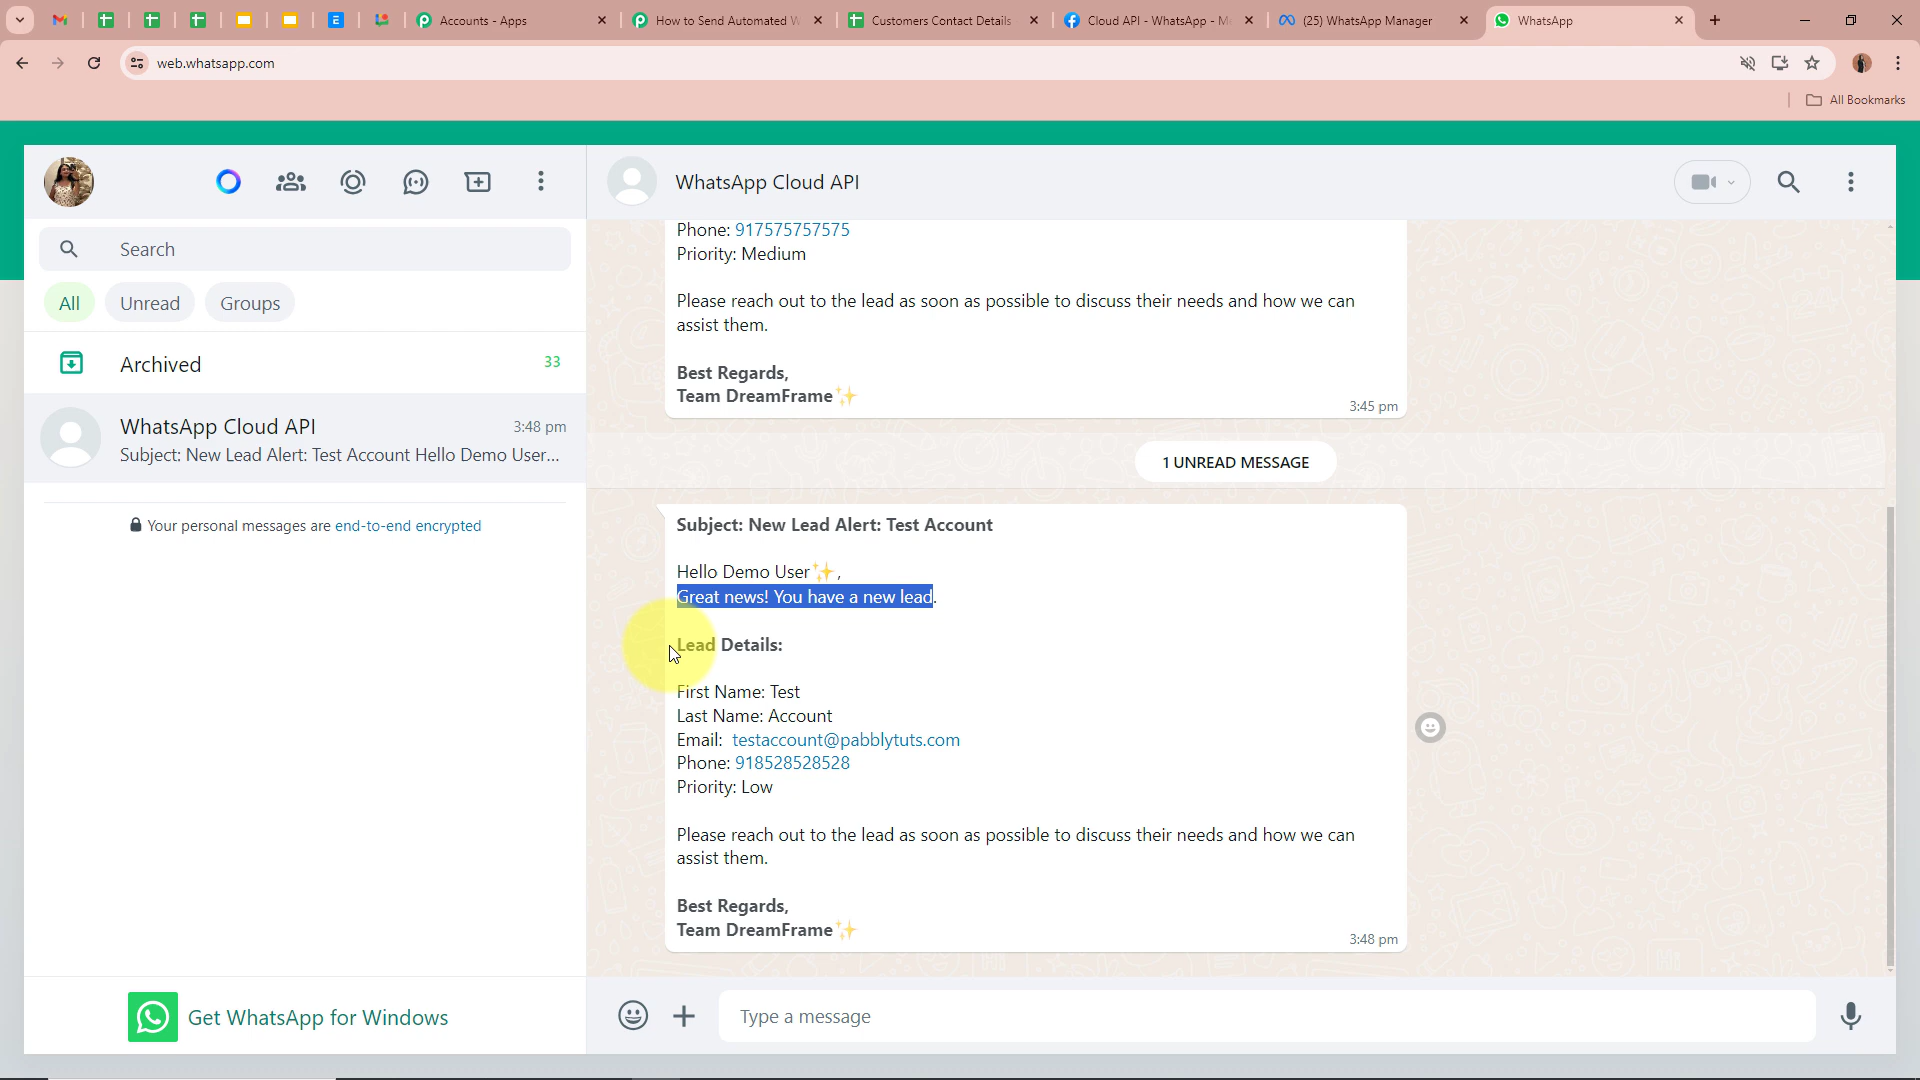 Accounts - Apps
How to Send Automated W
Customers Contact Details
Cloud API - WhatsApp - M
(25) WhatsApp Manager
WhatsApp
web.whatsapp.com
All Bookmarks
WhatsApp Cloud API
Search
All
Unread
Groups
Archived
33
WhatsApp Cloud API
3:48 pm
Subject: New Lead Alert: Test Account Hello Demo User...
Your personal messages are end-to-end encrypted
Get WhatsApp for Windows
Phone: 917575757575
Priority: Medium
Please reach out to the lead as soon as possible to discuss their needs and how we can
assist them.
Best Regards,
Team DreamFrame✨
3:45 pm
1 UNREAD MESSAGE
Subject: New Lead Alert: Test Account
Hello Demo User✨,
Great news! You have a new lead.
Lead Details:
First Name: Test
Last Name: Account
Email: testaccount@pabblytuts.com
Phone: 918528528528
Priority: Low
Please reach out to the lead as soon as possible to discuss their needs and how we can
assist them.
Best Regards,
Team DreamFrame✨
3:48 pm
Type a message